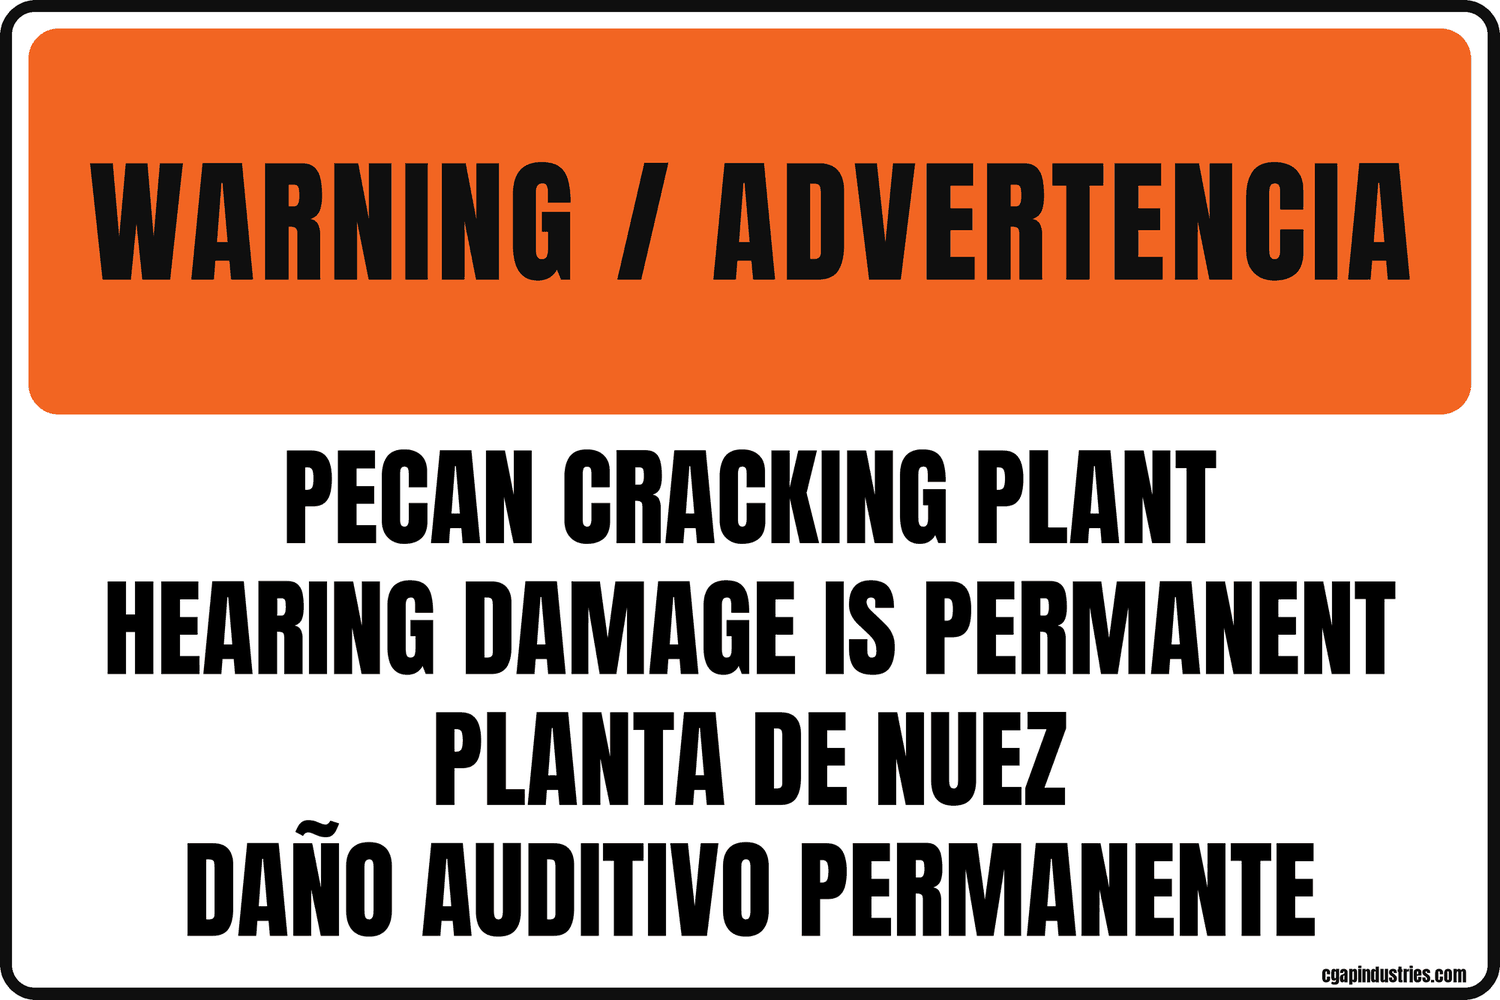 WARNING / ADVERTENCIA
PECAN CRACKING PLANT
HEARING DAMAGE IS PERMANENT
PLANTA DE NUEZ
DAÑO AUDITIVO PERMANENTE
cgapindustries.com